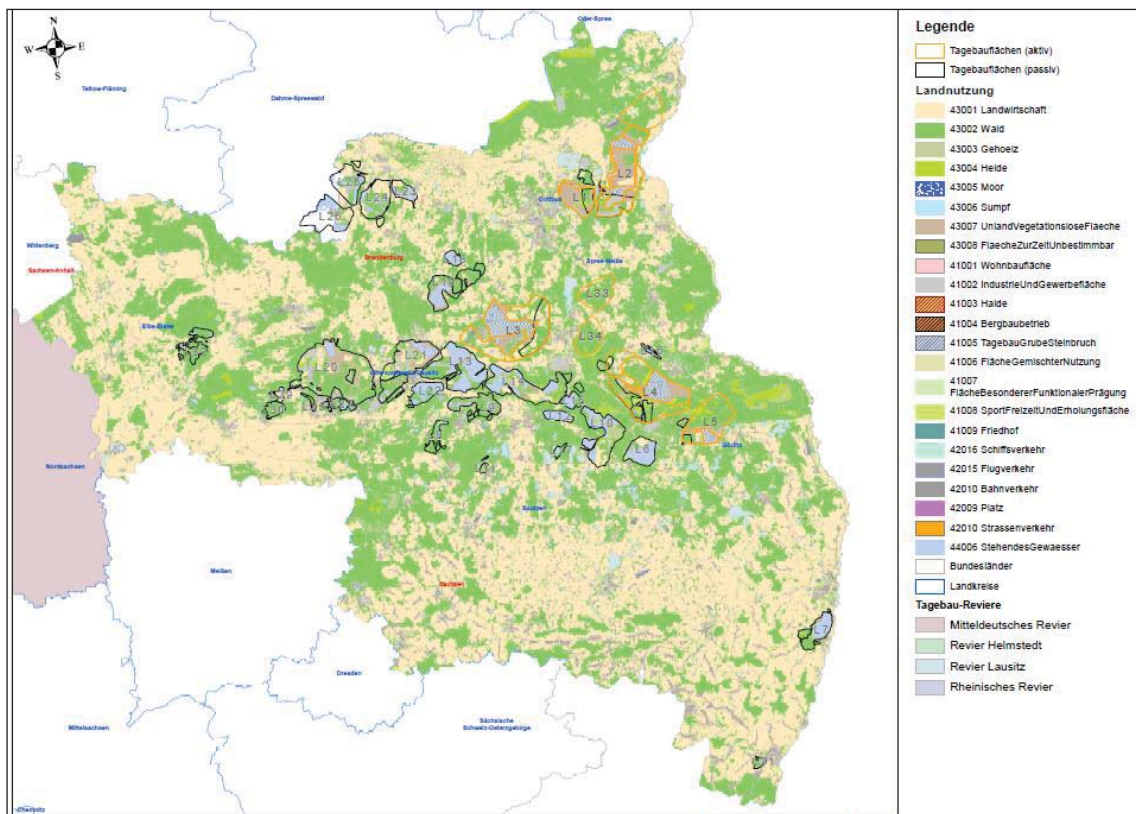 N
W E
S
Oder-Spree
Teltow-Fläming
Dahme-Spreewald
L2
L25
L24
L23
L26
Cottbus
L1
Wittenberg
Sachsen-Anhalt
Brandenburg
Spree-Neiße
L33
L3
L34
Elbe-Elster
L20
L21
L13
L22
L4
L5
L10
L6
Görlitz
Nordsachsen
Bautzen
Meißen
Sachsen
L7
Dresden
Mittelsachsen
Sächsische
Schweiz-Osterzgebirge
Chemnitz
Legende
Tagebauflächen (aktiv)
Tagebauflächen (passiv)
Landnutzung
43001 Landwirtschaft
43002 Wald
43003 Gehoelz
43004 Heide
43005 Moor
43006 Sumpf
43007 UnlandVegetationsloseFlaeche
43008 FlaecheZurZeitUnbestimmbar
41001 Wohnbaufläche
41002 IndustrieUndGewerbefläche
41003 Halde
41004 Bergbaubetrieb
41005 TagebauGrubeSteinbruch
41006 FlächeGemischterNutzung
41007
FlächeBesondererFunktionalerPrägung
41008 SportFreizeitUndErholungsfläche
41009 Friedhof
42016 Schiffsverkehr
42015 Flugverkehr
42010 Bahnverkehr
42009 Platz
42010 Strassenverkehr
44006 StehendesGewaesser
Bundesländer
Landkreise
Tagebau-Reviere
Mitteldeutsches Revier
Revier Helmstedt
Revier Lausitz
Rheinisches Revier